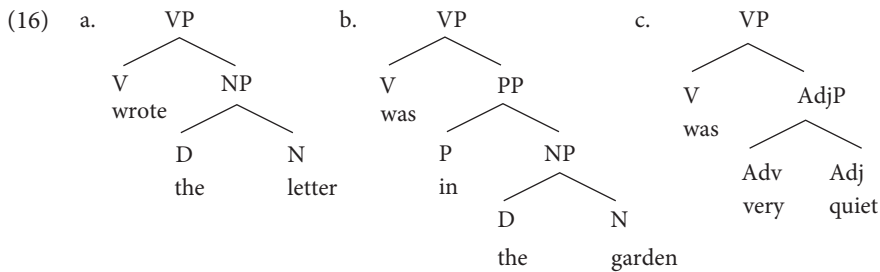 (16) a. VP b. VP c. VP
V NP V PP V AdjP
wrote was was
D N P NP Adv Adj
the letter in very quiet
D N
the garden